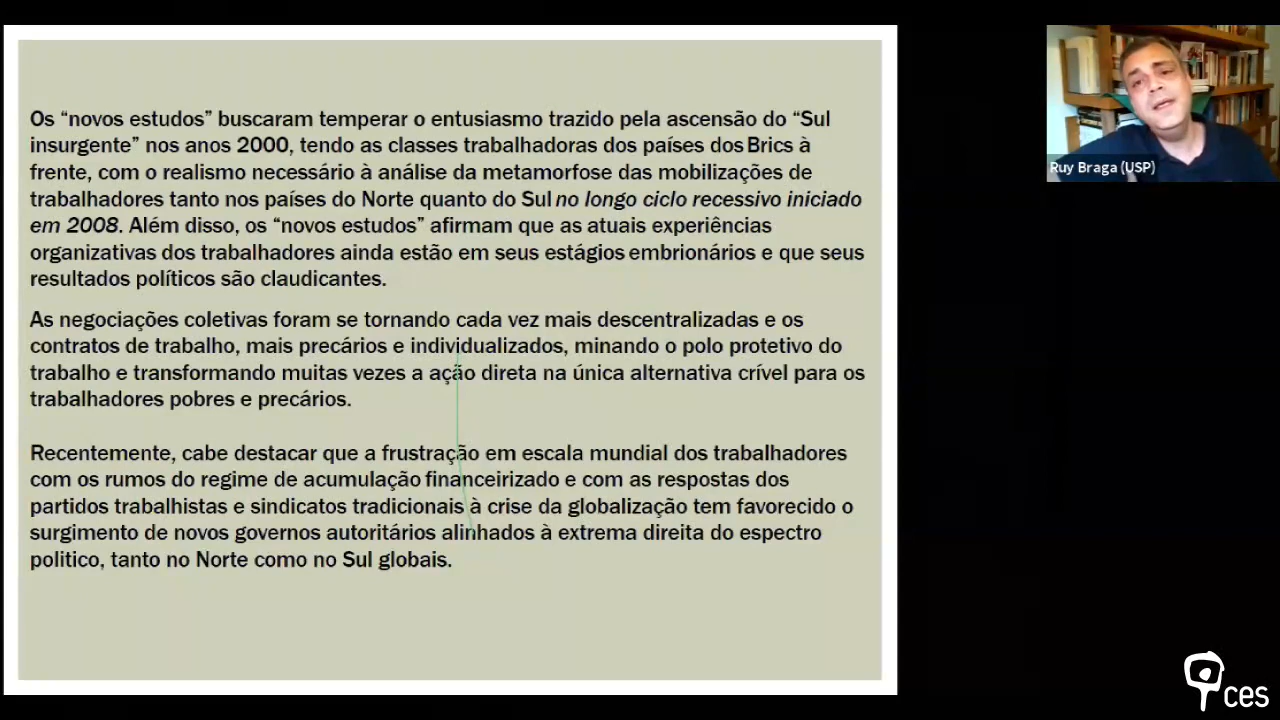 Os “novos estudos” buscaram temperar o entusiasmo trazido pela ascensão do “Sul
insurgente” nos anos 2000, tendo as classes trabalhadoras dos países dos Brics à
frente, com o realismo necessário à análise da metamorfose das mobilizações de
trabalhadores tanto nos países do Norte quanto do Sul no longo ciclo recessivo iniciado
em 2008. Além disso, os “novos estudos” afirmam que as atuais experiências
organizativas dos trabalhadores ainda estão em seus estágios embrionários e que seus
resultados políticos são claudicantes.
As negociações coletivas foram se tornando cada vez mais descentralizadas e os
contratos de trabalho, mais precários e individualizados, minando o polo protetivo do
trabalho e transformando muitas vezes a ação direta na única alternativa crível para os
trabalhadores pobres e precários.
Recentemente, cabe destacar que a frustração em escala mundial dos trabalhadores
com os rumos do regime de acumulação financeirizado e com as respostas dos
partidos trabalhistas e sindicatos tradicionais à crise da globalização tem favorecido o
surgimento de novos governos autoritários alinhados à extrema direita do espectro
politico, tanto no Norte como no Sul globais.
Ruy Braga (USP)
ces